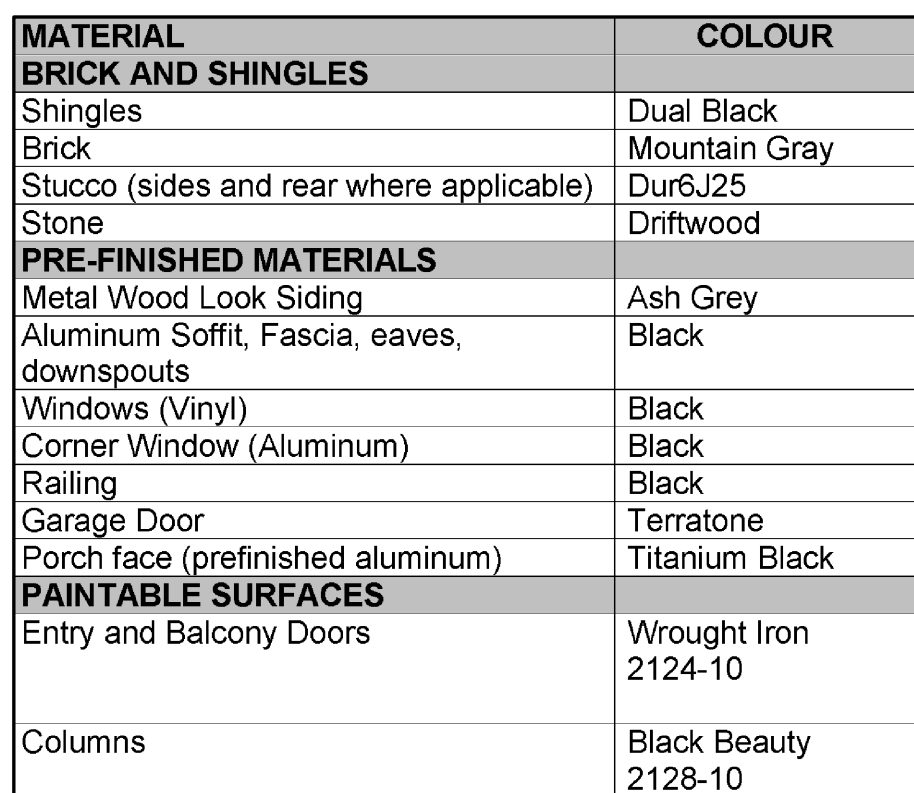 MATERIAL COLOUR
BRICK AND SHINGLES
Shingles Dual Black
Brick Mountain Gray
Stucco (sides and rear where applicable) Dur6J25
Stone Driftwood
PRE-FINISHED MATERIALS
Metal Wood Look Siding Ash Grey
Aluminum Soffit, Fascia, eaves, Black
downspouts
Windows (Vinyl) Black
Corner Window (Aluminum) Black
Railing Black
Garage Door Terratone
Porch face (prefinished aluminum) Titanium Black
PAINTABLE SURFACES
Entry and Balcony Doors Wrought Iron
2124-10
Columns Black Beauty
2128-10